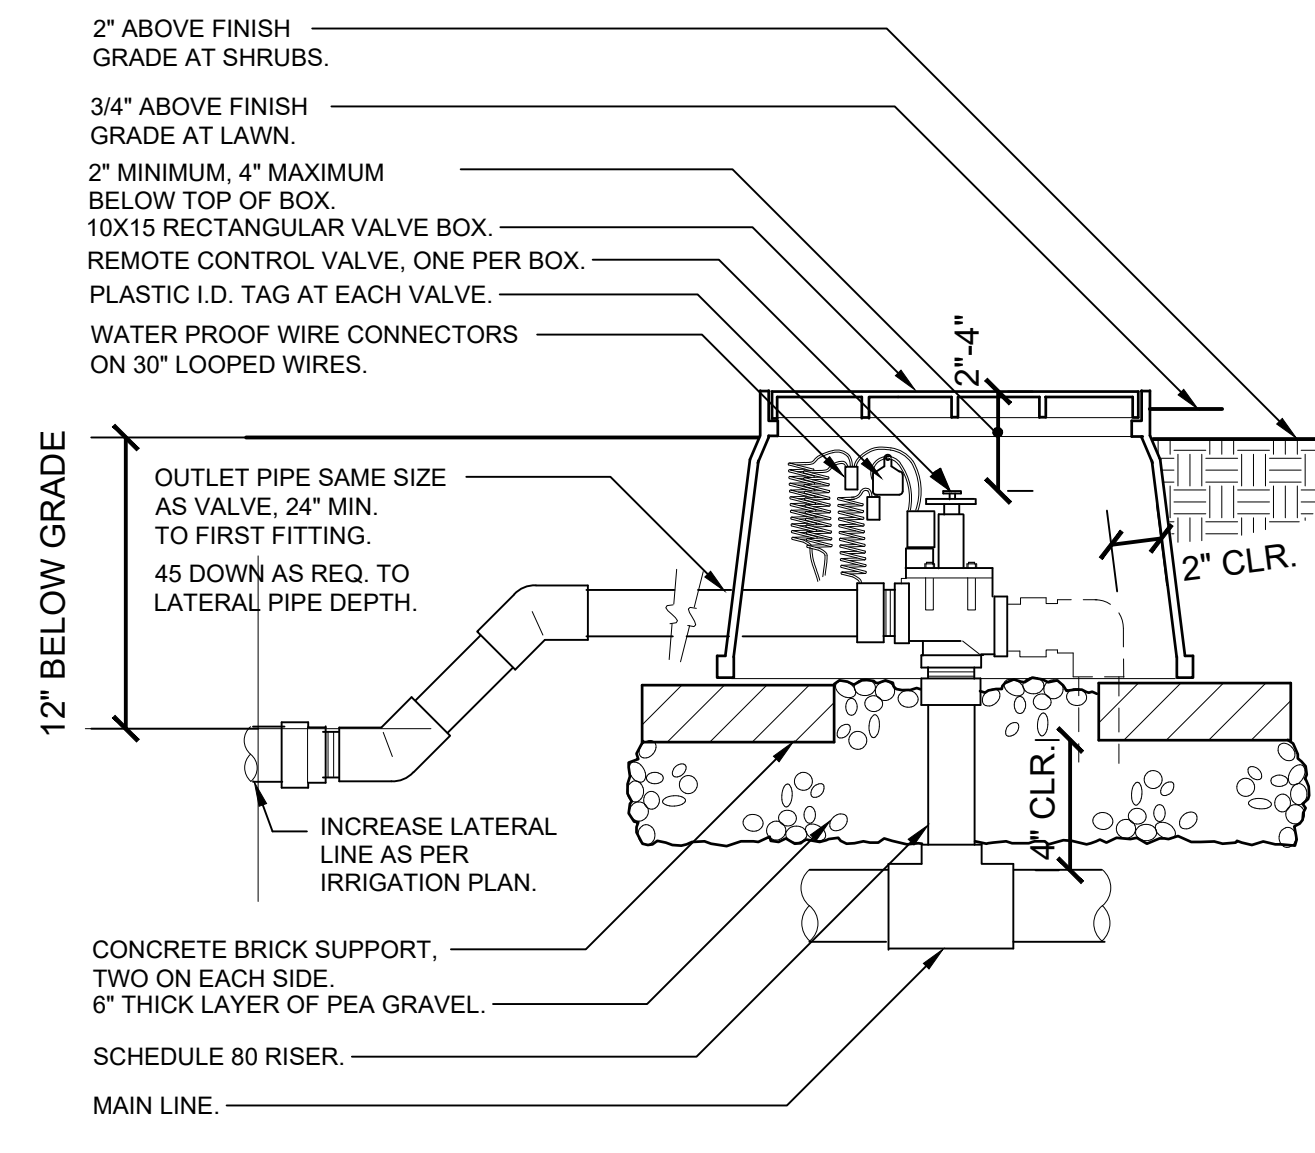 2" ABOVE FINISH
GRADE AT SHRUBS.
3/4" ABOVE FINISH
GRADE AT LAWN.
2" MINIMUM, 4" MAXIMUM
BELOW TOP OF BOX.
10X15 RECTANGULAR VALVE BOX.
REMOTE CONTROL VALVE, ONE PER BOX.
PLASTIC I.D. TAG AT EACH VALVE.
WATER PROOF WIRE CONNECTORS
ON 30" LOOPED WIRES.
2"-4"
12" BELOW GRADE
OUTLET PIPE SAME SIZE
AS VALVE, 24" MIN.
TO FIRST FITTING.
45 DOWN AS REQ. TO
LATERAL PIPE DEPTH.
2" CLR.
4" CLR.
INCREASE LATERAL
LINE AS PER
IRRIGATION PLAN.
CONCRETE BRICK SUPPORT,
TWO ON EACH SIDE.
6" THICK LAYER OF PEA GRAVEL.
SCHEDULE 80 RISER.
MAIN LINE.